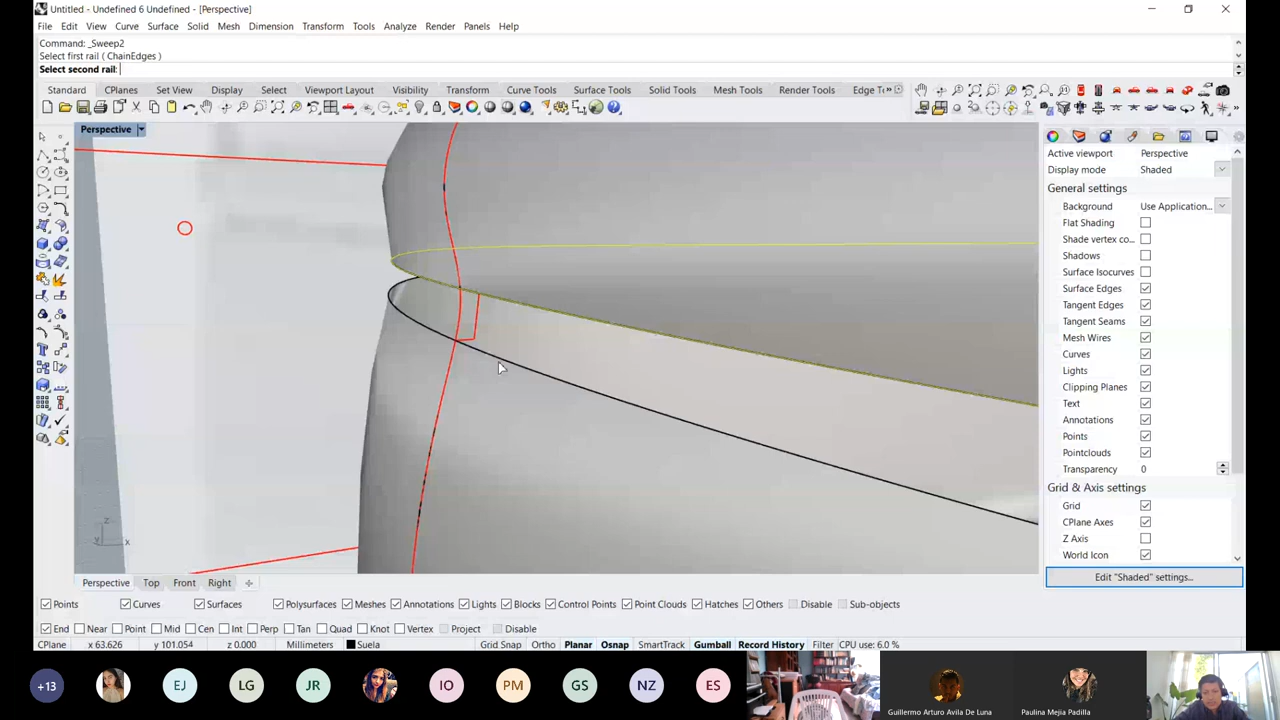 Untitled - Undefined 6 Undefined - [Perspective]
File Edit View Curve Surface Solid Mesh Dimension Transform Tools Analyze Render Panels Help
Command: _Sweep2
Select first rail ( ChainEdges )
Select second rail:
Standard CPlanes Set View Display Select Viewport Layout Visibility Transform Curve Tools Surface Tools Solid Tools Mesh Tools Render Tools Edge T
Perspective
Active viewport Perspective
Display mode Shaded
General settings
Background Use Application...
Flat Shading
Shade vertex co...
Shadows
Surface Isocurves
Surface Edges
Tangent Edges
Tangent Seams
Mesh Wires
Curves
Lights
Clipping Planes
Text
Annotations
Points
Pointclouds
Transparency 0
Grid & Axis settings
Grid
CPlane Axes
Z Axis
World Icon
Edit "Shaded" settings...
z
y x
Perspective Top Front Right
Points Curves Surfaces Polysurfaces Meshes Annotations Lights Blocks Control Points Point Clouds Hatches Others Disable Sub-objects
End Near Point Mid Cen Int Perp Tan Quad Knot Vertex Project Disable
CPlane x 63.626 y 101.054 z 0.000 Millimeters Suela Grid Snap Ortho Planar Osnap SmartTrack Gumball Record History Filter CPU use: 6.0 %
+13 EJ LG JR IO PM GS NZ ES
Guillermo Arturo Avila De Luna Paulina Mejia Padilla